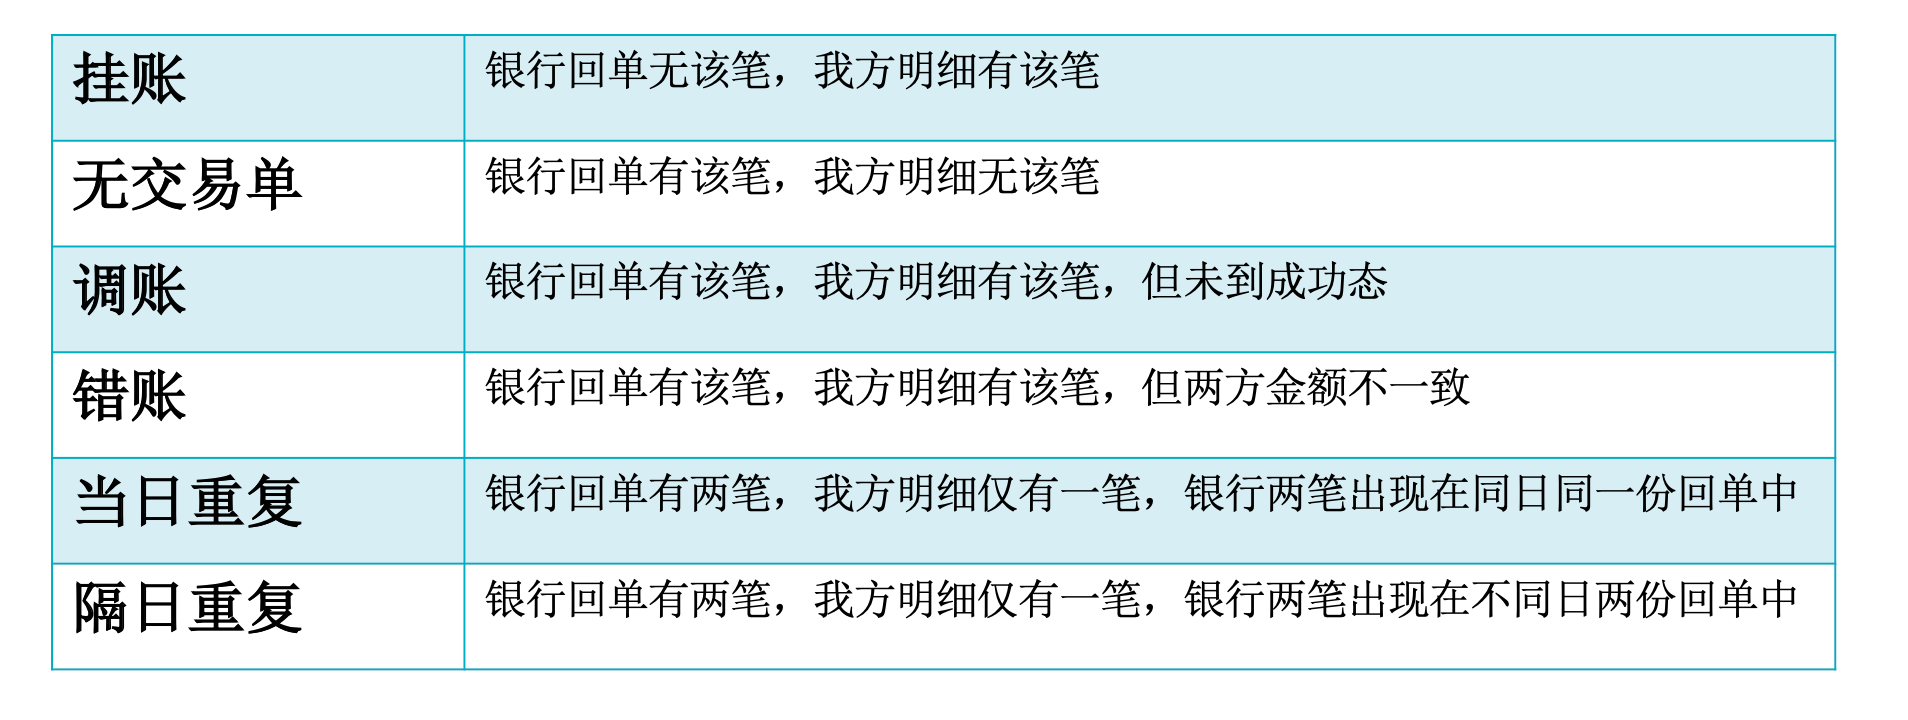 挂账
银行回单无该笔，我方明细有该笔
无交易单
银行回单有该笔，我方明细无该笔
调账
银行回单有该笔，我方明细有该笔，但未到成功态
错账
银行回单有该笔，我方明细有该笔，但两方金额不一致
当日重复
银行回单有两笔，我方明细仅有一笔，银行两笔出现在同日同一份回单中
隔日重复
银行回单有两笔，我方明细仅有一笔，银行两笔出现在不同日两份回单中